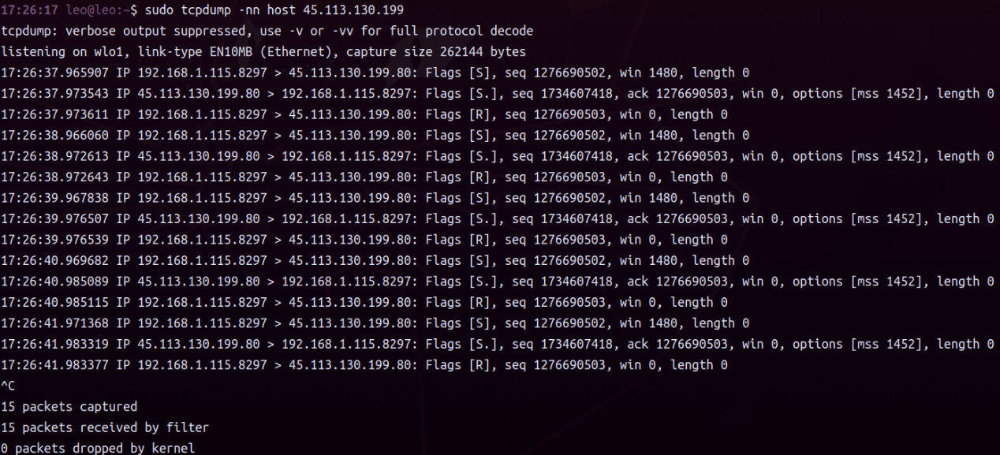 17:26:17 leo@leo:~$ sudo tcpdump -nn host 45.113.130.199
tcpdump: verbose output suppressed, use -v or -vv for full protocol decode
listening on wlo1, link-type EN10MB (Ethernet), capture size 262144 bytes
17:26:37.965907 IP 192.168.1.115.8297 > 45.113.130.199.80: Flags [S], seq 1276690502, win 1480, length 0
17:26:37.973543 IP 45.113.130.199.80 > 192.168.1.115.8297: Flags [S.], seq 1734607418, ack 1276690503, win 0, options [mss 1452], length 0
17:26:37.973611 IP 192.168.1.115.8297 > 45.113.130.199.80: Flags [R], seq 1276690503, win 0, length 0
17:26:38.966060 IP 192.168.1.115.8297 > 45.113.130.199.80: Flags [S], seq 1276690502, win 1480, length 0
17:26:38.972613 IP 45.113.130.199.80 > 192.168.1.115.8297: Flags [S.], seq 1734607418, ack 1276690503, win 0, options [mss 1452], length 0
17:26:38.972643 IP 192.168.1.115.8297 > 45.113.130.199.80: Flags [R], seq 1276690503, win 0, length 0
17:26:39.967838 IP 192.168.1.115.8297 > 45.113.130.199.80: Flags [S], seq 1276690502, win 1480, length 0
17:26:39.976507 IP 45.113.130.199.80 > 192.168.1.115.8297: Flags [S.], seq 1734607418, ack 1276690503, win 0, options [mss 1452], length 0
17:26:39.976539 IP 192.168.1.115.8297 > 45.113.130.199.80: Flags [R], seq 1276690503, win 0, length 0
17:26:40.969682 IP 192.168.1.115.8297 > 45.113.130.199.80: Flags [S], seq 1276690502, win 1480, length 0
17:26:40.985089 IP 45.113.130.199.80 > 192.168.1.115.8297: Flags [S.], seq 1734607418, ack 1276690503, win 0, options [mss 1452], length 0
17:26:40.985115 IP 192.168.1.115.8297 > 45.113.130.199.80: Flags [R], seq 1276690503, win 0, length 0
17:26:41.971368 IP 192.168.1.115.8297 > 45.113.130.199.80: Flags [S], seq 1276690502, win 1480, length 0
17:26:41.983319 IP 45.113.130.199.80 > 192.168.1.115.8297: Flags [S.], seq 1734607418, ack 1276690503, win 0, options [mss 1452], length 0
17:26:41.983377 IP 192.168.1.115.8297 > 45.113.130.199.80: Flags [R], seq 1276690503, win 0, length 0
^C
15 packets captured
15 packets received by filter
0 packets dropped by kernel